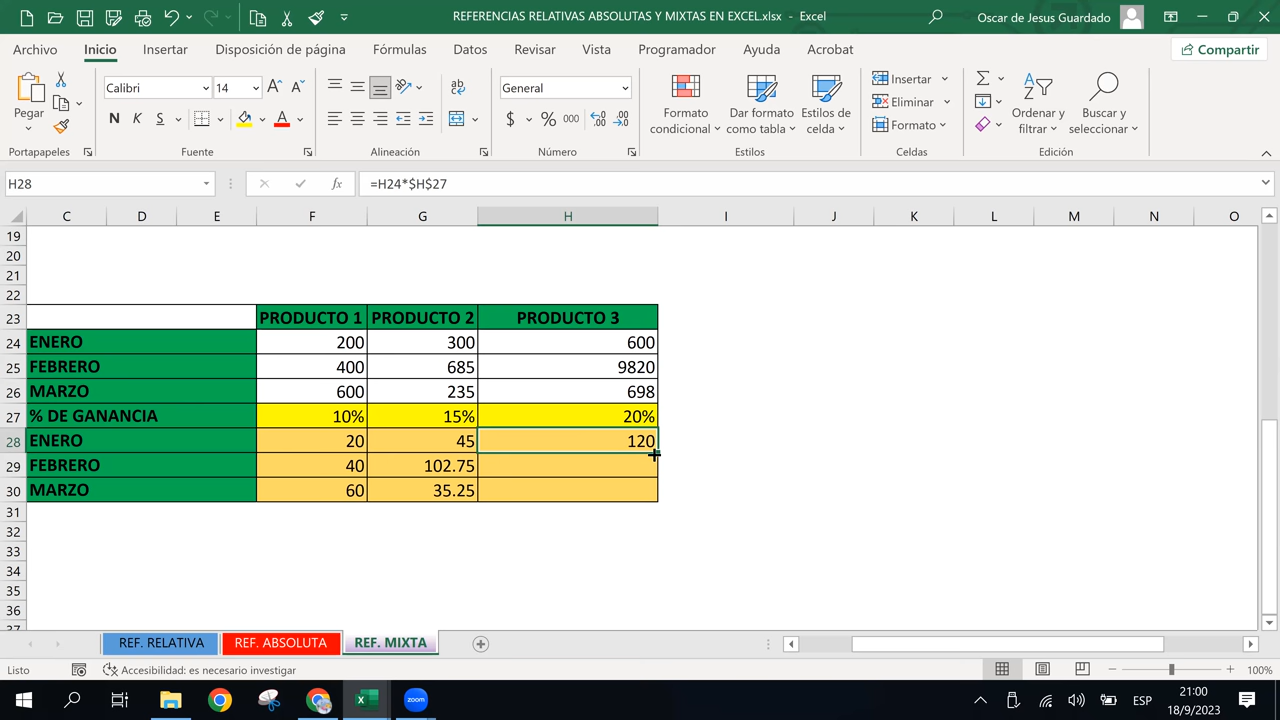 REFERENCIAS RELATIVAS ABSOLUTAS Y MIXTAS EN EXCEL.xlsx - Excel
Oscar de Jesus Guardado
Archivo Inicio Insertar Disposición de página Fórmulas Datos Revisar Vista Programador Ayuda Acrobat Compartir
Pegar
Calibri 14
N K S
General
$ % 000
Formato condicional
Dar formato como tabla
Estilos de celda
Insertar
Eliminar
Formato
Ordenar y filtrar
Buscar y seleccionar
Portapapeles Fuente Alineación Número Estilos Celdas Edición
H28 fx =H24*$H$27
C D E F G H I J K L M N O
19
20
21
22
23 PRODUCTO 1 PRODUCTO 2 PRODUCTO 3
24 ENERO 200 300 600
25 FEBRERO 400 685 9820
26 MARZO 600 235 698
27 % DE GANANCIA 10% 15% 20%
28 ENERO 20 45 120
29 FEBRERO 40 102.75
30 MARZO 60 35.25
31
32
33
34
35
36
37
REF. RELATIVA REF. ABSOLUTA REF. MIXTA
Listo Accesibilidad: es necesario investigar 100%
zoom
ESP
21:00
18/9/2023